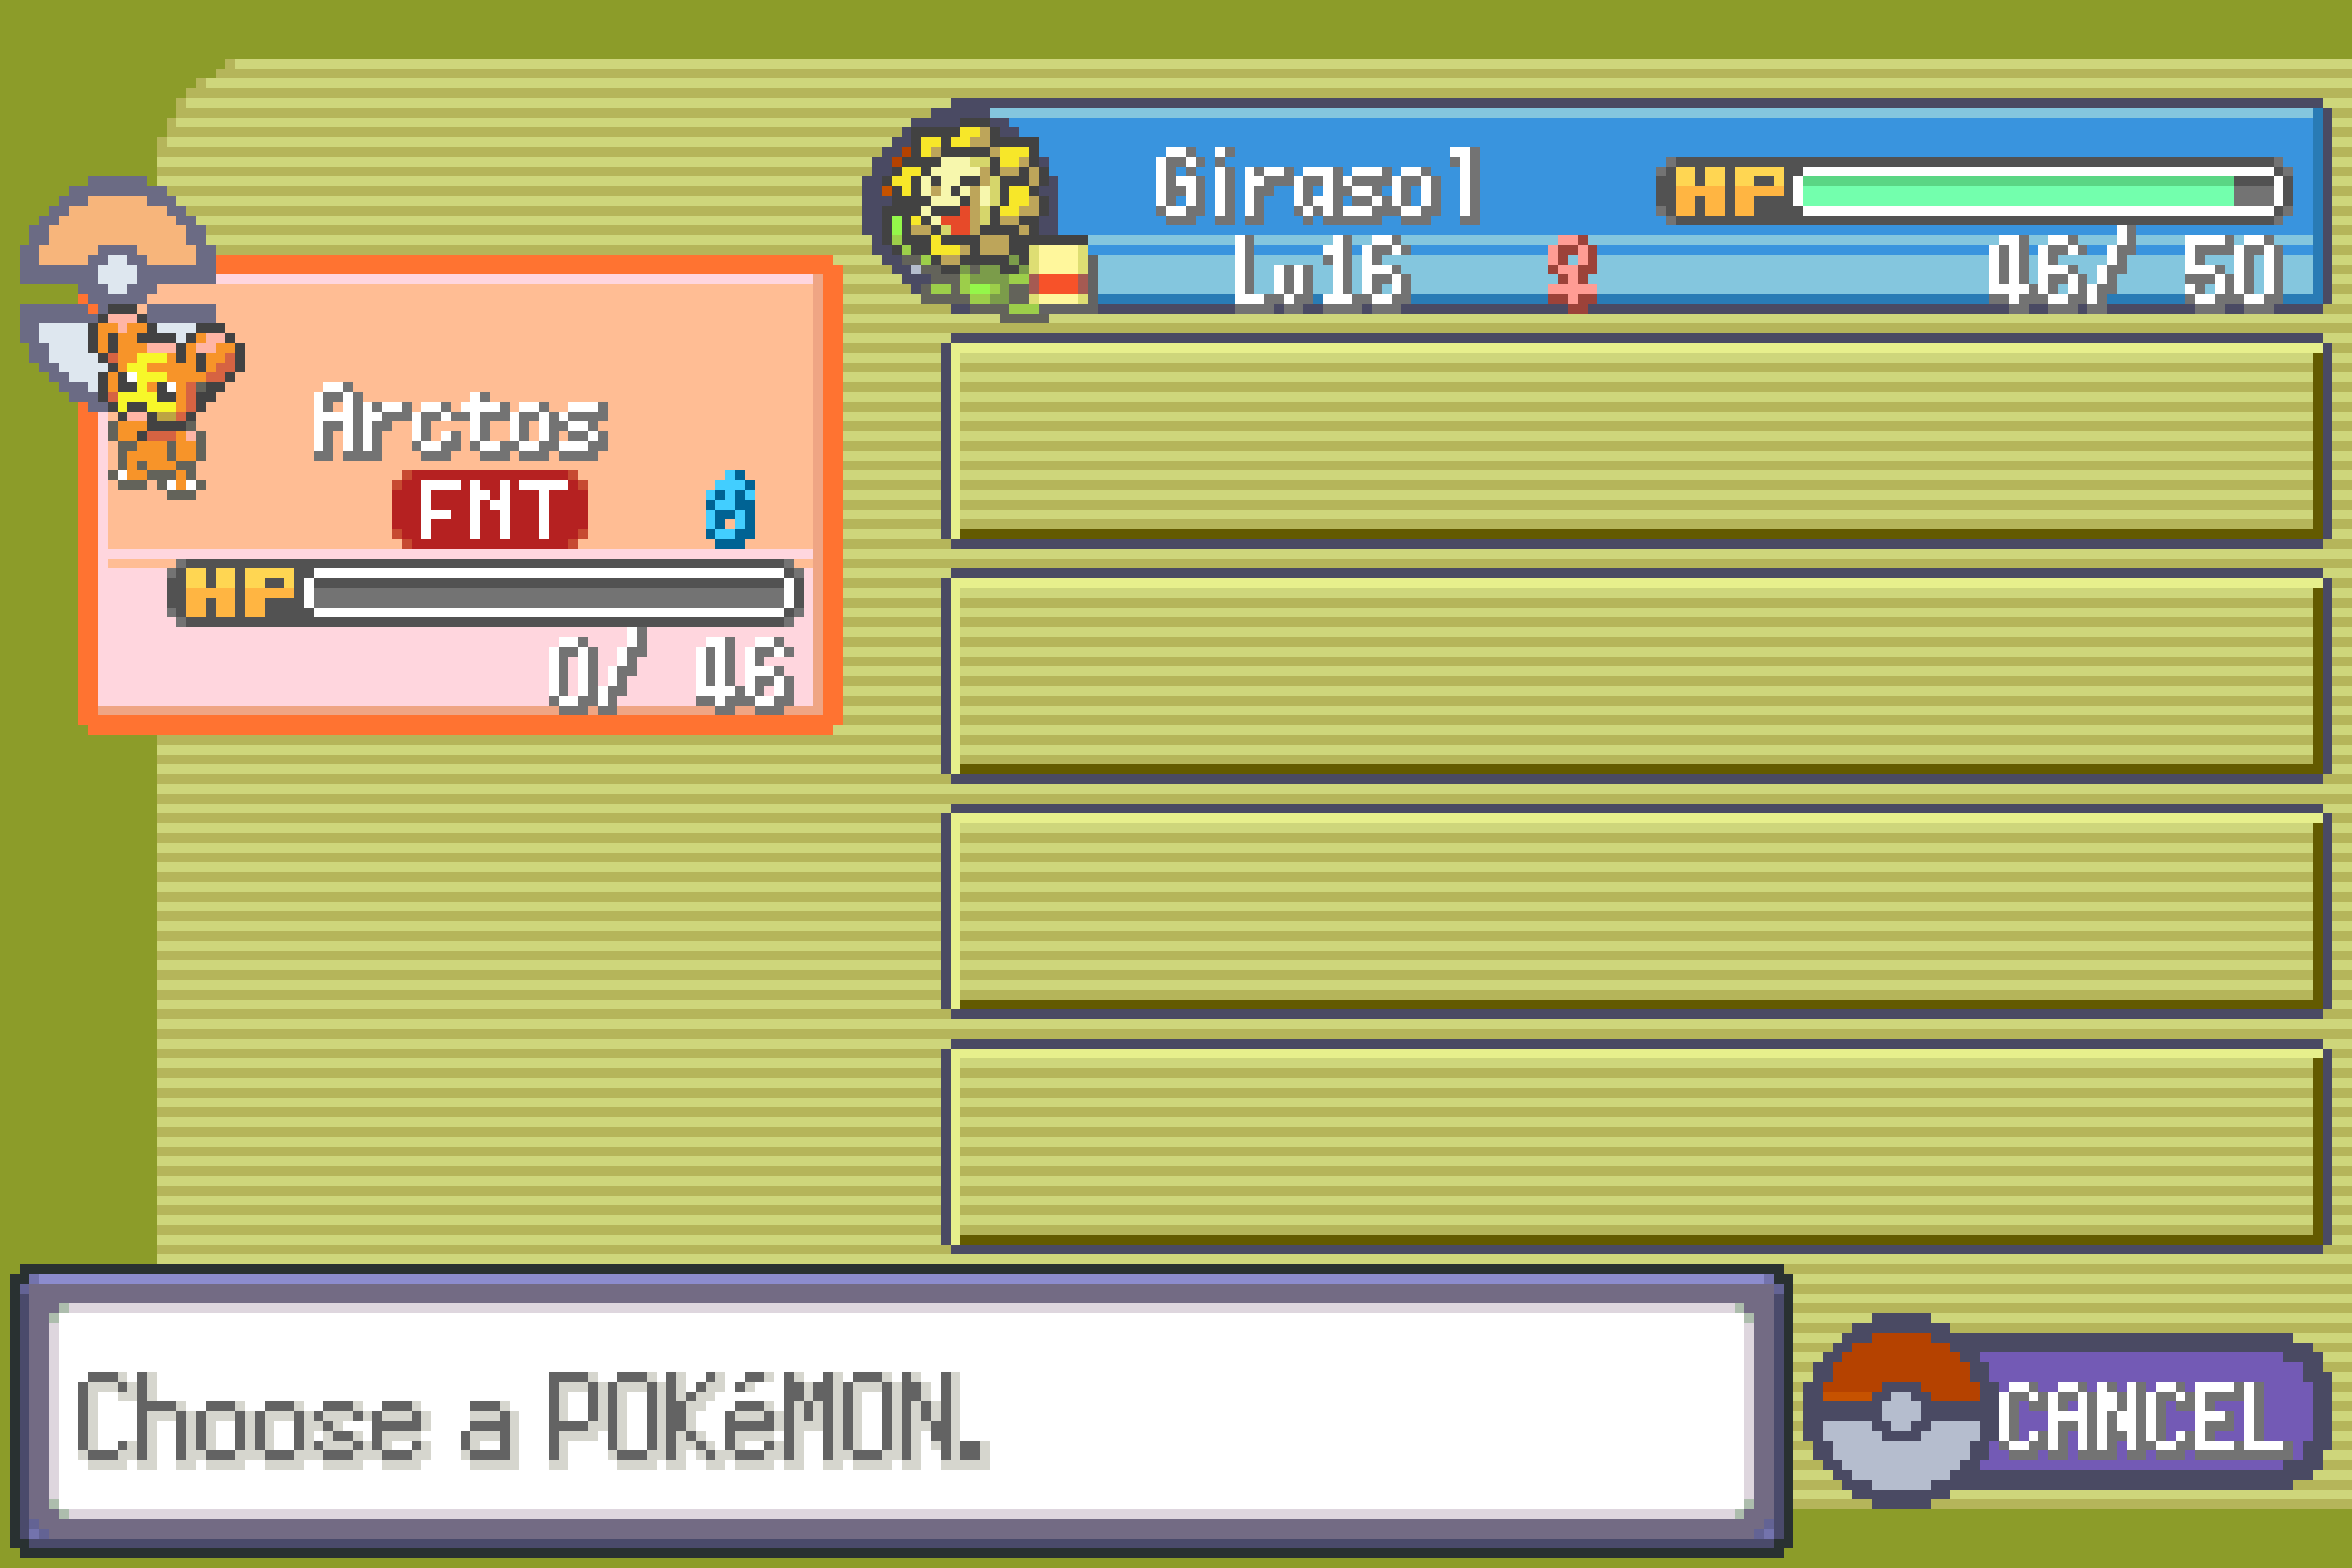 Arctos
FNT ♂
HP
0/ 46
Girasol
HP
Lv16 ♀
46/ 50
Choose a POKéMON.
CANCEL